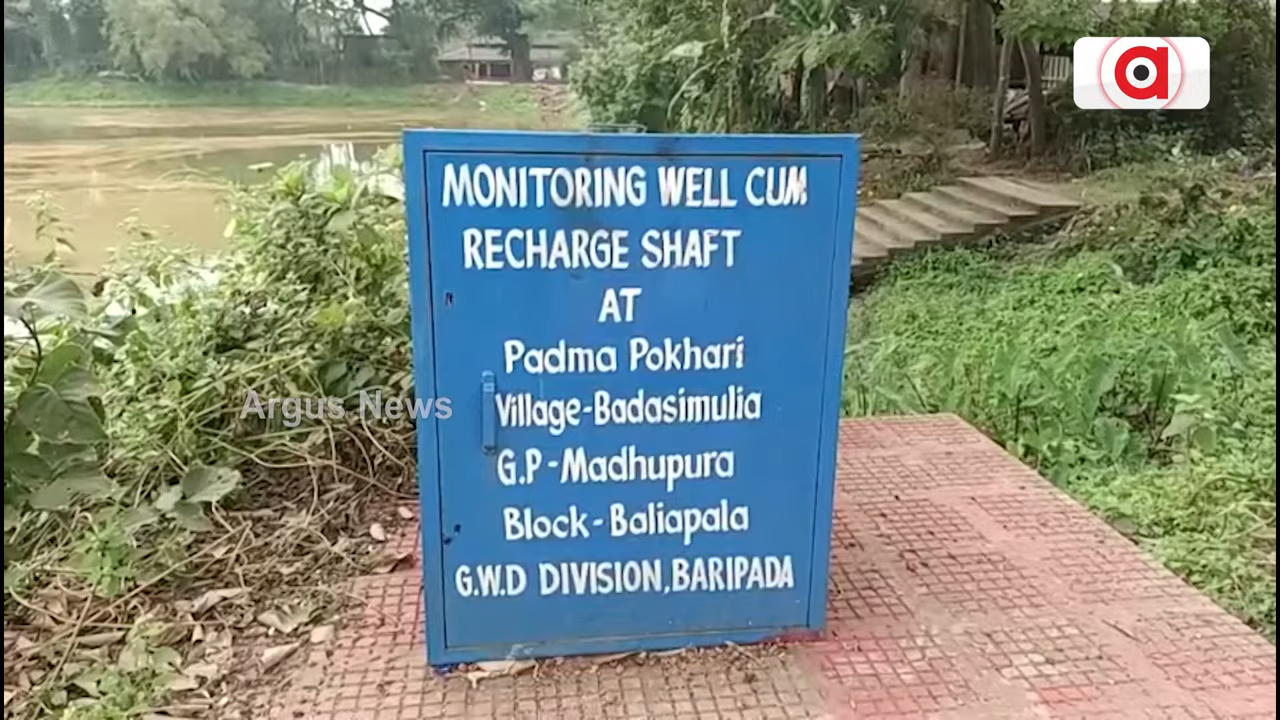 MONITORING WELL CUM
RECHARGE SHAFT
AT
Padma Pokhari
Village-Badasimulia
G.P-Madhupura
Block-Baliapala
G.W.D DIVISION,BARIPADA
Argus News
a